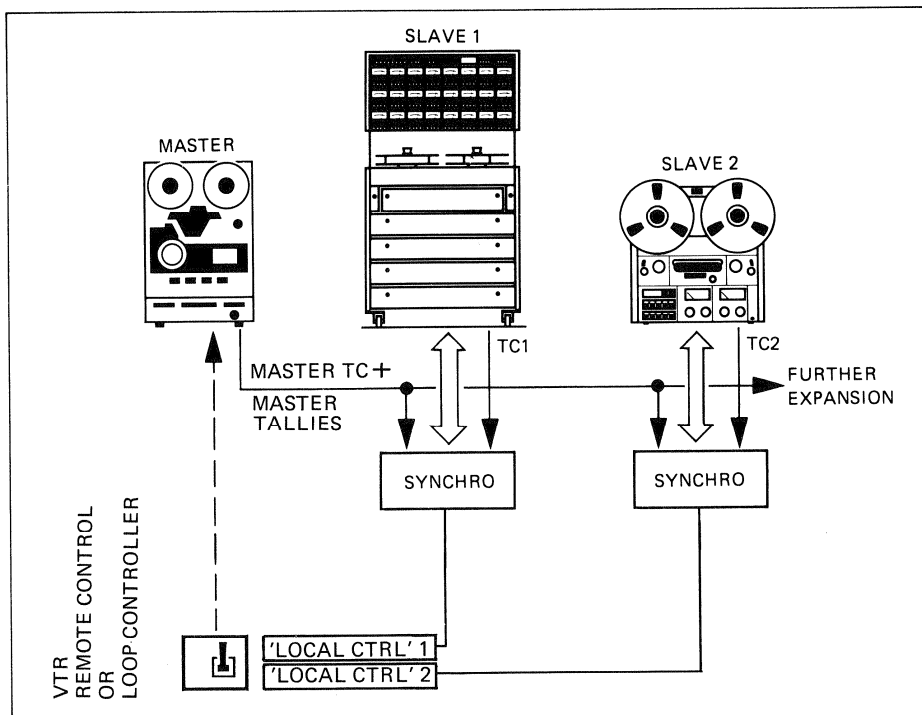 SLAVE 1
MASTER
SLAVE 2
TC1
TC2
MASTER TC+
MASTER
TALLIES
FURTHER
EXPANSION
SYNCHRO
SYNCHRO
VTR
REMOTE CONTROL
OR
LOOP-CONTROLLER
'LOCAL CTRL' 1
'LOCAL CTRL' 2